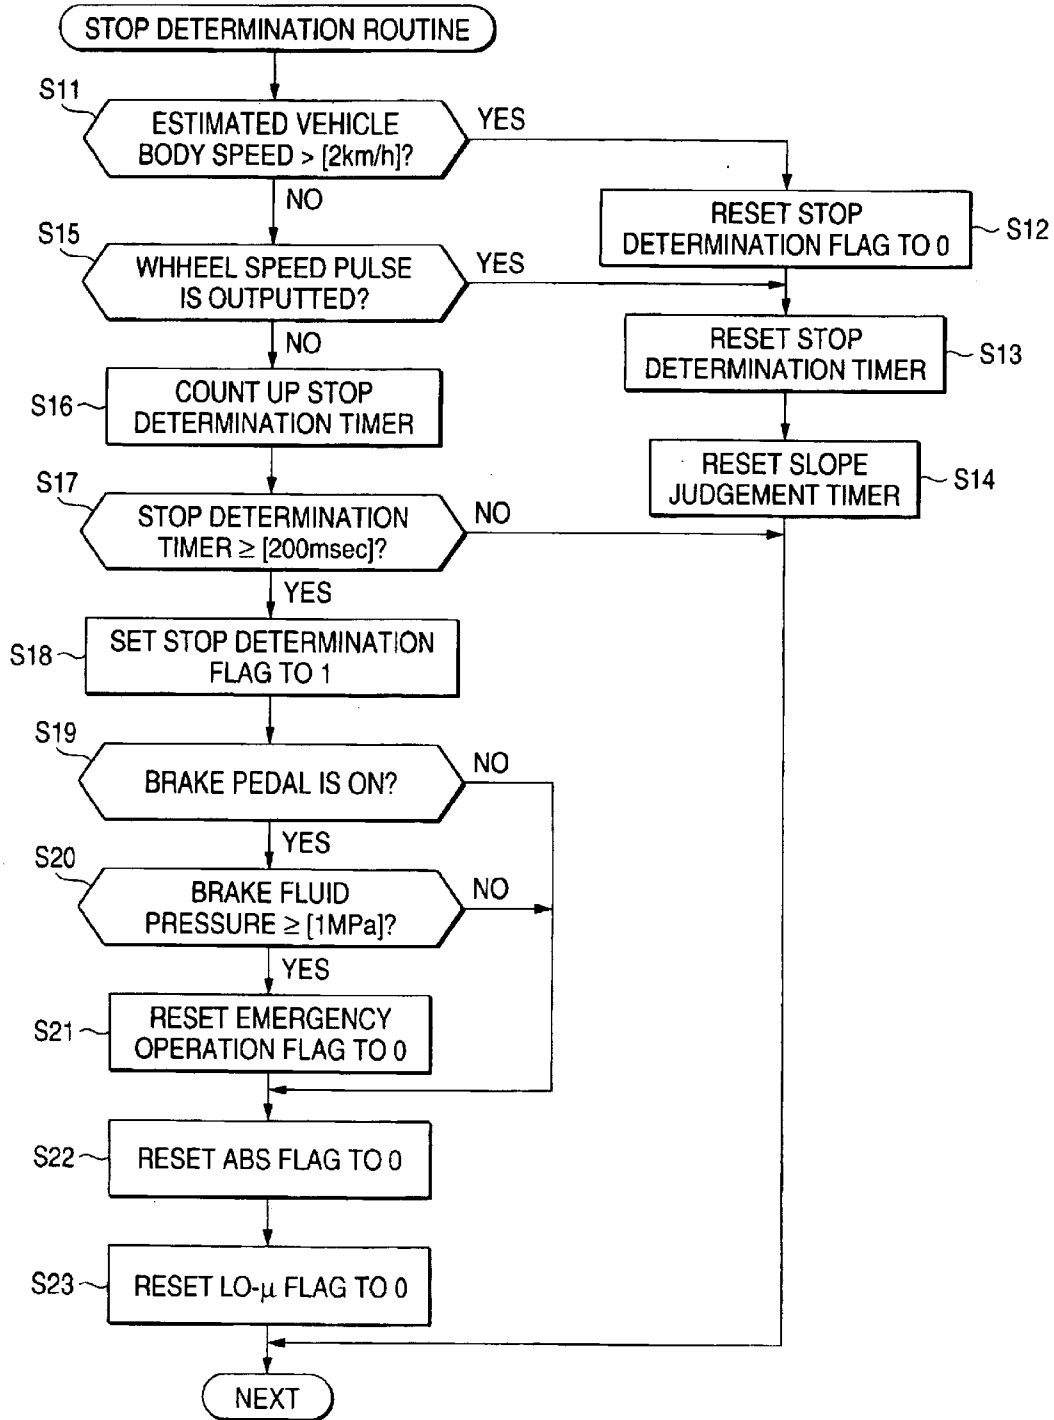 STOP DETERMINATION ROUTINE
S11
ESTIMATED VEHICLE
BODY SPEED > [2km/h]?
YES
NO
RESET STOP
DETERMINATION FLAG TO 0
S12
S15
WHHEEL SPEED PULSE
IS OUTPUTTED?
YES
NO
RESET STOP
DETERMINATION TIMER
S13
S16
COUNT UP STOP
DETERMINATION TIMER
RESET SLOPE
JUDGEMENT TIMER
S14
S17
STOP DETERMINATION
TIMER ≥ [200msec]?
NO
YES
S18
SET STOP DETERMINATION
FLAG TO 1
S19
BRAKE PEDAL IS ON?
NO
YES
S20
BRAKE FLUID
PRESSURE ≥ [1MPa]?
NO
YES
S21
RESET EMERGENCY
OPERATION FLAG TO 0
S22
RESET ABS FLAG TO 0
S23
RESET LO-μ FLAG TO 0
NEXT